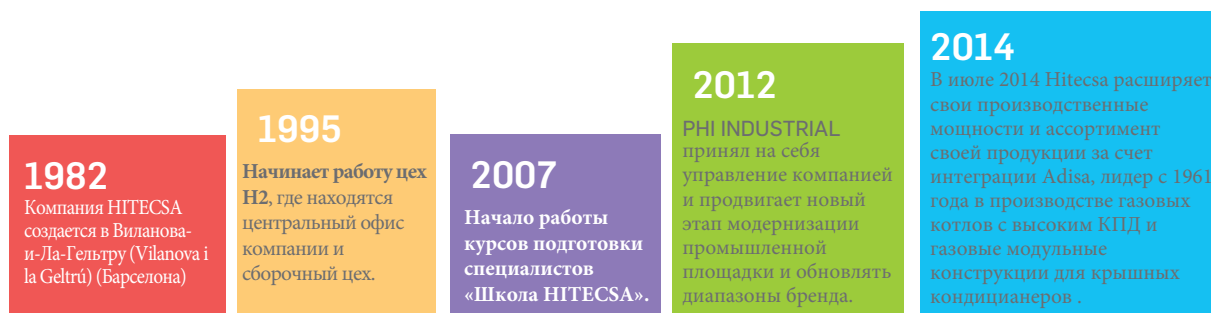 1982
Компания HITECSA
создается в Виланова-
и-Ла-Гельтру (Vilanova i
la Geltrú) (Барселона)
1995
Начинает работу цех
H2, где находятся
центральный офис
компании и
сборочный цех.
2007
Начало работы
курсов подготовки
специалистов
«Школа HITECSA».
2012
PHI INDUSTRIAL
принял на себя
управление компанией
и продвигает новый
этап модернизации
промышленной
площадки и обновлять
диапазоны бренда.
2014
В июле 2014 Hitecsa расширяет
свои производственные
мощности и ассортимент
своей продукции за счет
интеграции Adisa, лидер с 1961
года в производстве газовых
котлов с высоким КПД и
газовые модульные
конструкции для крышных
кондицианеров .